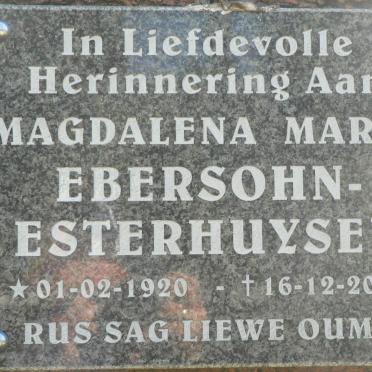 In Liefdevolle
Herinnering Aan
MAGDALENA MAR
EBERSOHN-
ESTERHUYSE
★01-02-1920 - †16-12-20
RUS SAG LIEWE OUM